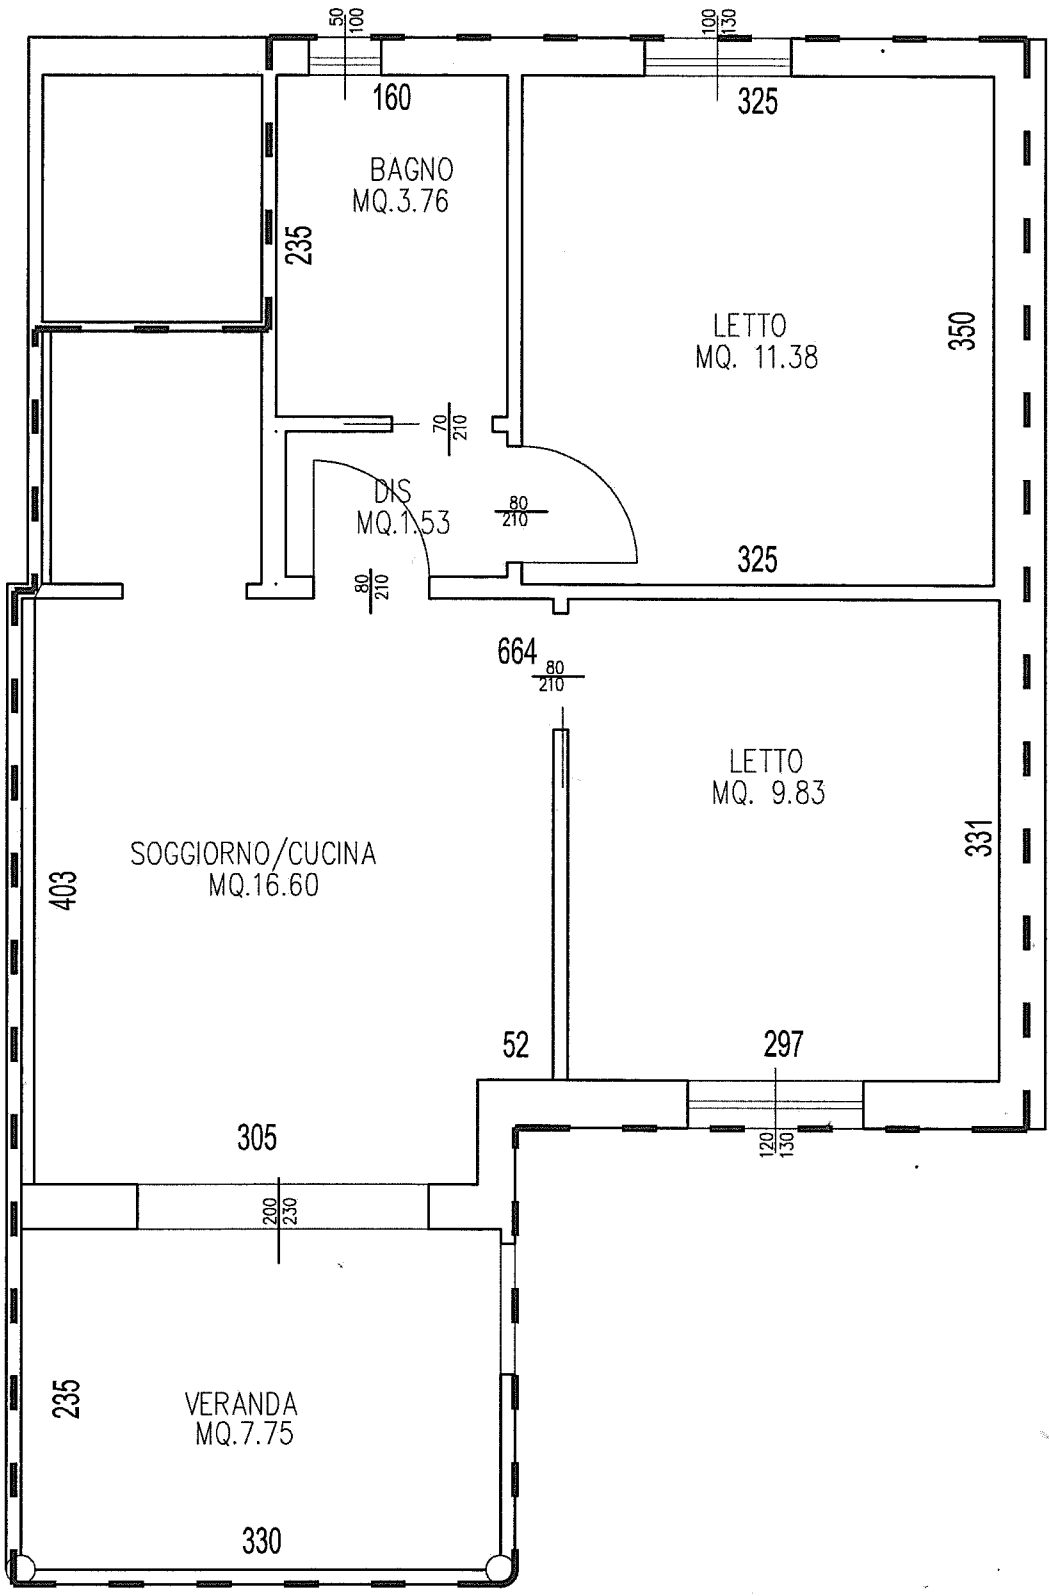 50
100
100
130
160
325
BAGNO
MQ.3.76
235
LETTO
MQ. 11.38
350
70
210
DIS
MQ.1.53
80
210
325
80
210
664
80
210
LETTO
MQ. 9.83
331
SOGGIORNO/CUCINA
MQ.16.60
403
52
297
305
120
130
200
230
235
VERANDA
MQ.7.75
330